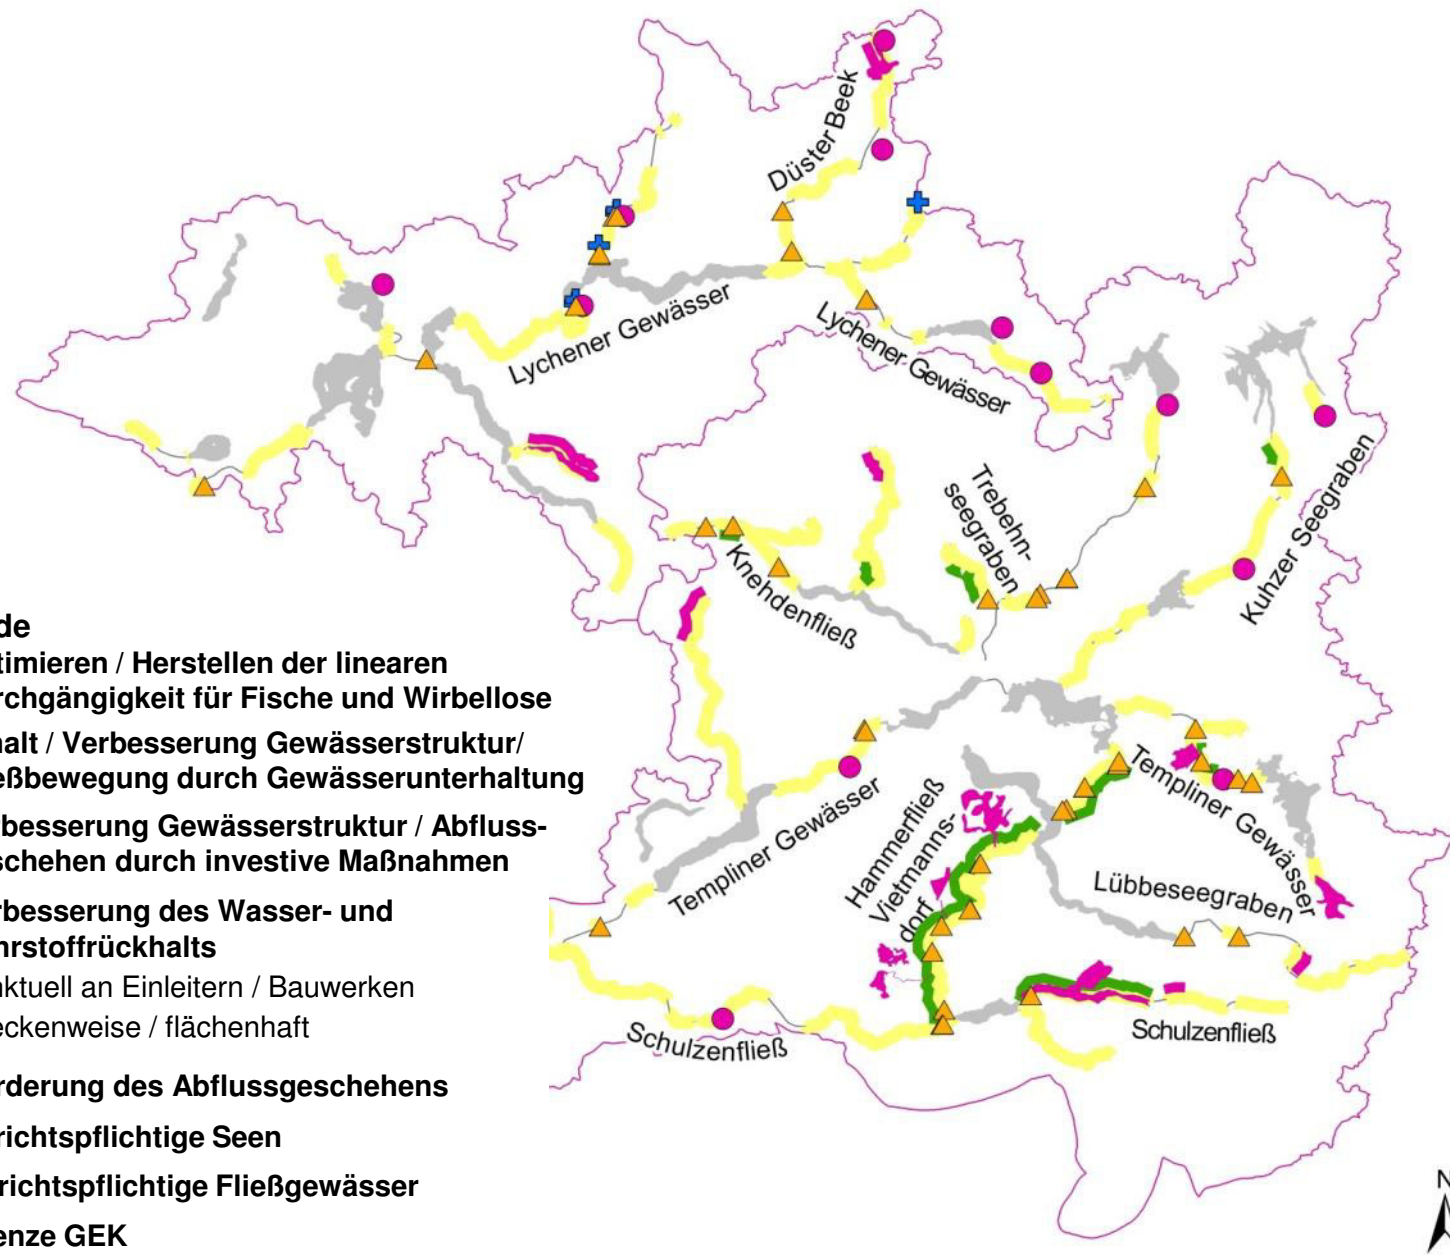 Düster Beek
Lychener Gewässer
Lychener Gewässer
Trebehn-
seegraben
Kuhzer Seegraben
Knehdenfließ
de
timieren / Herstellen der linearen
rchgängigkeit für Fische und Wirbellose
alt / Verbesserung Gewässerstruktur/
eßbewegung durch Gewässerunterhaltung
rbesserung Gewässerstruktur / Abfluss-
schehen durch investive Maßnahmen
rbesserung des Wasser- und
hrstoffrückhalts
nktuell an Einleitern / Bauwerken
eckenweise / flächenhaft
rderung des Abflussgeschehens
richtspflichtige Seen
richtspflichtige Fließgewässer
enze GEK
Templiner Gewässer
Hammerfließ
Vietmanns-
dorf
Templiner Gewässer
Lübbeseegraben
Schulzenfließ
Schulzenfließ
N